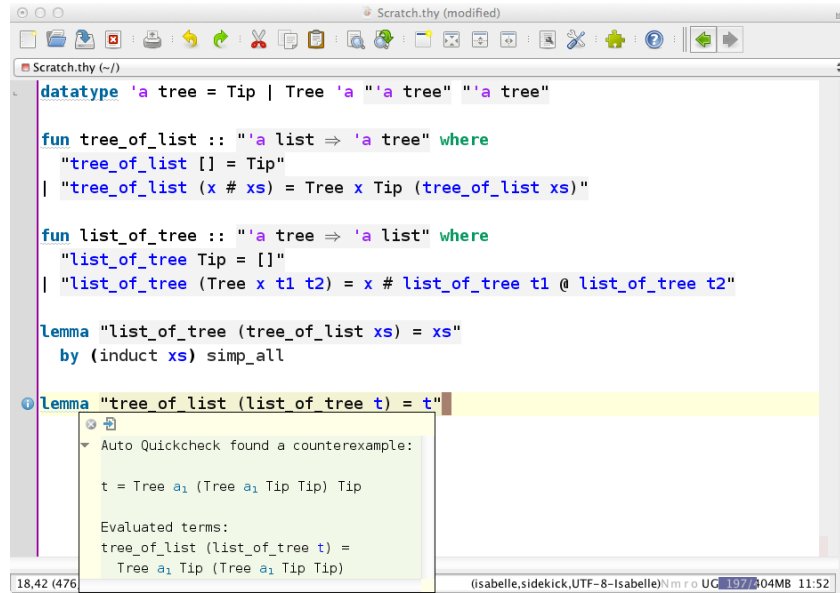 Scratch.thy (modified)
Scratch.thy (~/)
datatype 'a tree = Tip | Tree 'a "'a tree" "'a tree"
fun tree_of_list :: "'a list ⇒ 'a tree" where
"tree_of_list [] = Tip"
| "tree_of_list (x # xs) = Tree x Tip (tree_of_list xs)"
fun list_of_tree :: "'a tree ⇒ 'a list" where
"list_of_tree Tip = []"
| "list_of_tree (Tree x t1 t2) = x # list_of_tree t1 @ list_of_tree t2"
lemma "list_of_tree (tree_of_list xs) = xs"
by (induct xs) simp_all
lemma "tree_of_list (list_of_tree t) = t"
Auto Quickcheck found a counterexample:
t = Tree a₁ (Tree a₁ Tip Tip) Tip
Evaluated terms:
tree_of_list (list_of_tree t) =
Tree a₁ Tip (Tree a₁ Tip Tip)
18,42 (476 (isabelle,sidekick,UTF-8-Isabelle)N m r o UG 197/404MB 11:52